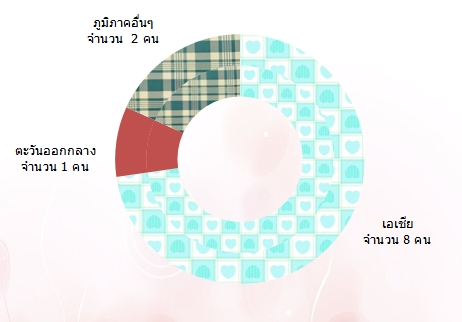 ภูมิภาคอื่นๆ
จำนวน  2 คน
ตะวันออกกลาง
จำนวน 1 คน
เอเชีย
จำนวน 8 คน